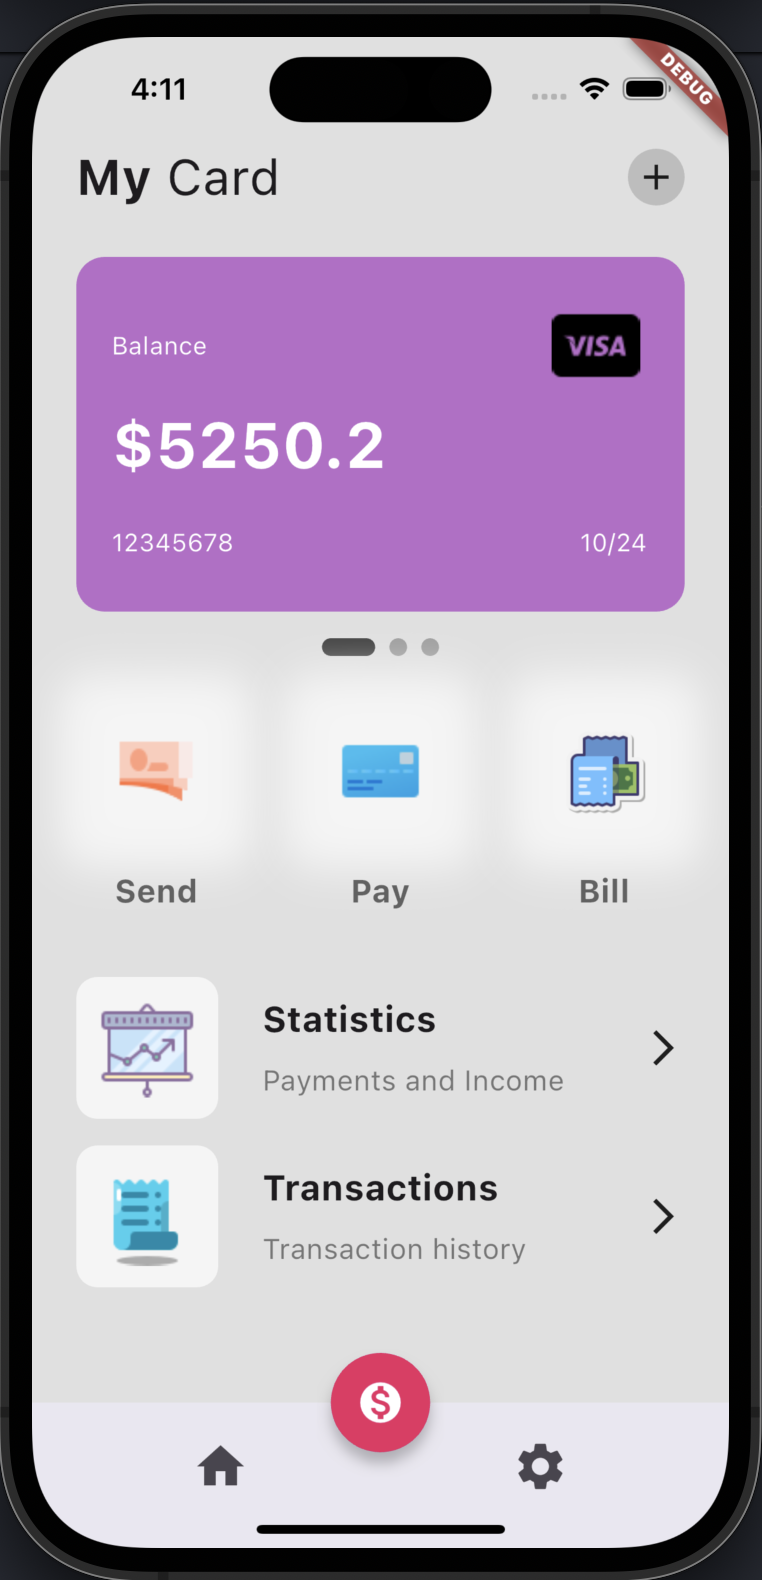 4:11
DEBUG
My Card
+
Balance
VISA
$5250.2
12345678 10/24
Send Pay Bill
Statistics
Payments and Income
Transactions
Transaction history
$